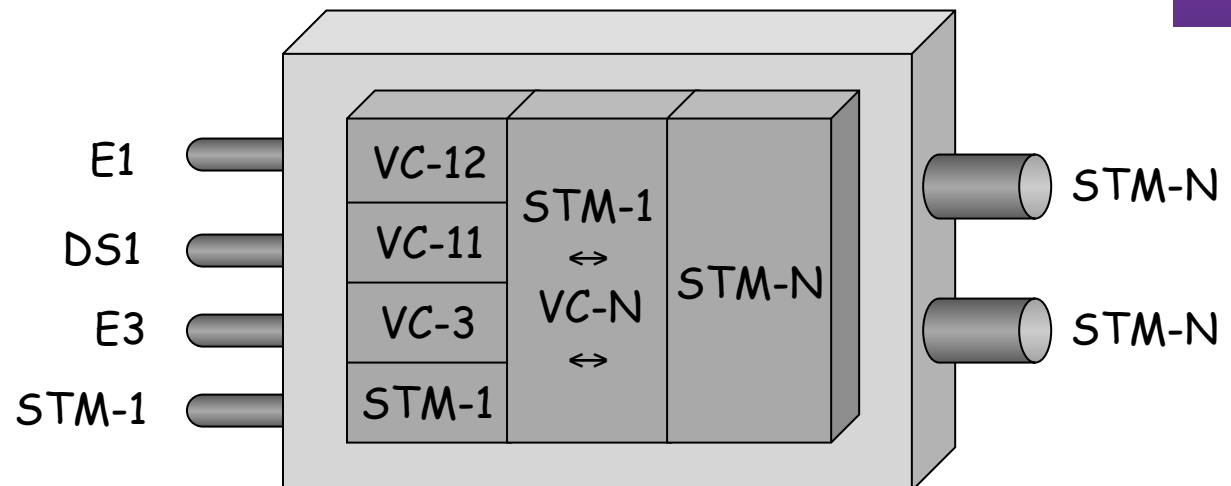 E1
DS1
E3
STM-1
VC-12
VC-11
VC-3
STM-1
STM-1
↔
VC-N
↔
STM-N
STM-N
STM-N